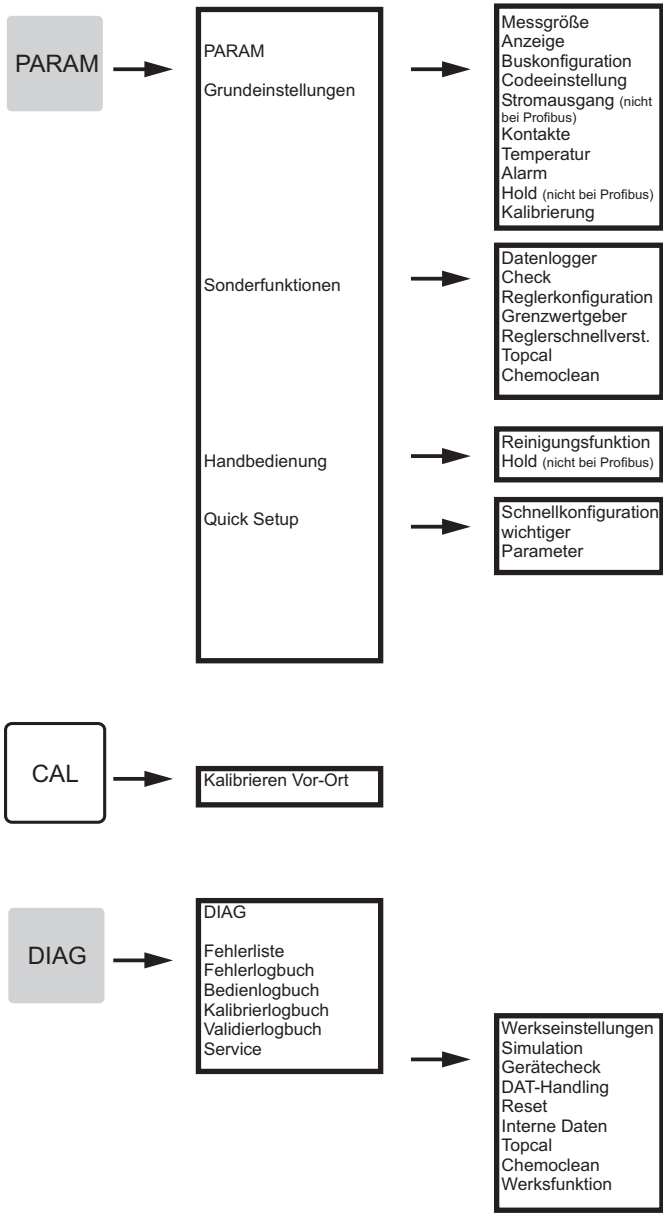 PARAM
PARAM
Grundeinstellungen
Messgröße
Anzeige
Buskonfiguration
Codeeinstellung
Stromausgang (nicht
bei Profibus)
Kontakte
Temperatur
Alarm
Hold (nicht bei Profibus)
Kalibrierung
Sonderfunktionen
Datenlogger
Check
Reglerkonfiguration
Grenzwertgeber
Reglerschnellverst.
Topcal
Chemoclean
Handbedienung
Reinigungsfunktion
Hold (nicht bei Profibus)
Quick Setup
Schnellkonfiguration
wichtiger
Parameter
CAL
Kalibrieren Vor-Ort
DIAG
DIAG
Fehlerliste
Fehlerlogbuch
Bedienlogbuch
Kalibrierlogbuch
Validierlogbuch
Service
Werkseinstellungen
Simulation
Gerätecheck
DAT-Handling
Reset
Interne Daten
Topcal
Chemoclean
Werksfunktion